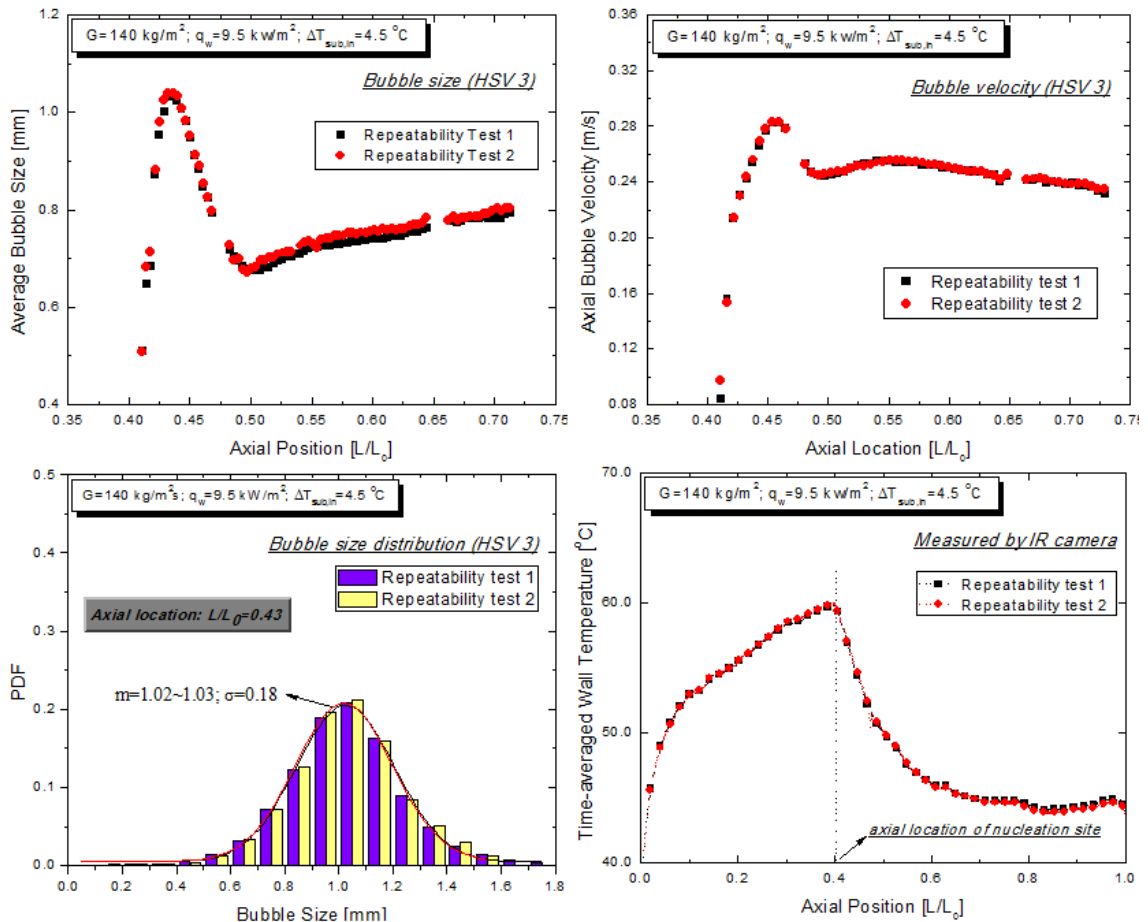 G=140 kg/m²; q_w=9.5 kw/m²; ΔT_sub,in=4.5 °C
Bubble size (HSV 3)
Repeatability Test 1
Repeatability Test 2
Average Bubble Size [mm]
1.2
1.0
0.8
0.6
0.4
0.35 0.40 0.45 0.50 0.55 0.60 0.65 0.70 0.75
Axial Position [L/L₀]
G=140 kg/m²; q_w=9.5 kw/m²; ΔT_sub,in=4.5 °C
Bubble velocity (HSV 3)
Repeatability test 1
Repeatability test 2
Axial Bubble Velocity [m/s]
0.36
0.32
0.28
0.24
0.20
0.16
0.12
0.08
0.35 0.40 0.45 0.50 0.55 0.60 0.65 0.70 0.75
Axial Location [L/L₀]
G=140 kg/m²s; q_w=9.5 kW/m²; ΔT_sub,in=4.5 °C
Bubble size distribution (HSV 3)
Repeatability test 1
Repeatability test 2
Axial location: L/L₀=0.43
m=1.02~1.03; σ=0.18
PDF
0.5
0.4
0.3
0.2
0.1
0.0
0.0 0.2 0.4 0.6 0.8 1.0 1.2 1.4 1.6 1.8
Bubble Size [mm]
G=140 kg/m²; q_w=9.5 kw/m²; ΔT_sub,in=4.5 °C
Measured by IR camera
Repeatability test 1
Repeatability test 2
axial location of nucleation site
Time-averaged Wall Temperature [°C]
70.0
60.0
50.0
40.0
0.0 0.2 0.4 0.6 0.8 1.0
Axial Position [L/L₀]